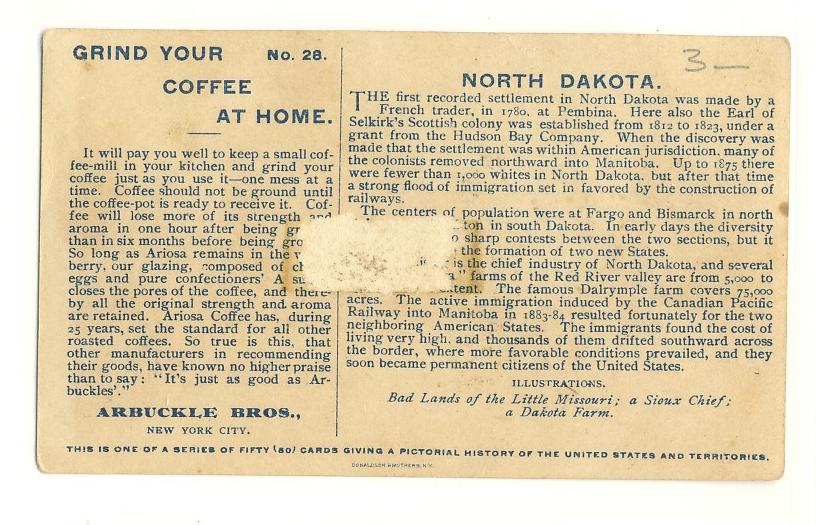 GRIND YOUR No. 28.
COFFEE
AT HOME.
It will pay you well to keep a small cof-
fee-mill in your kitchen and grind your
coffee just as you use it—one mess at a
time. Coffee should not be ground until
the coffee-pot is ready to receive it. Cof-
fee will lose more of its strength and
aroma in one hour after being
than in six months before being
So long as Ariosa remains in the
berry, our glazing, composed of
eggs and pure confectioners' A
closes the pores of the coffee, and there-
by all the original strength and aroma
are retained. Ariosa Coffee has, during
25 years, set the standard for all other
roasted coffees. So true is this, that
other manufacturers in recommending
their goods, have known no higher praise
than to say: "It's just as good as Ar-
buckles'."
ARBUCKLE BROS.,
NEW YORK CITY.
3—
NORTH DAKOTA.
THE first recorded settlement in North Dakota was made by a
French trader, in 1780, at Pembina. Here also the Earl of
Selkirk's Scottish colony was established from 1812 to 1823, under a
grant from the Hudson Bay Company. When the discovery was
made that the settlement was within American jurisdiction, many of
the colonists removed northward into Manitoba. Up to 1875 there
were fewer than 1,000 whites in North Dakota, but after that time
a strong flood of immigration set in favored by the construction of
railways.
The centers of population were at Fargo and Bismarck in north
ton in south Dakota. In early days the diversity
sharp contests between the two sections, but it
the formation of two new States.
is the chief industry of North Dakota, and several
farms of the Red River valley are from 5,000 to
The famous Dalrymple farm covers 75,000
acres. The active immigration induced by the Canadian Pacific
Railway into Manitoba in 1883-84 resulted fortunately for the two
neighboring American States. The immigrants found the cost of
living very high, and thousands of them drifted southward across
the border, where more favorable conditions prevailed, and they
soon became permanent citizens of the United States.
ILLUSTRATIONS.
Bad Lands of the Little Missouri; a Sioux Chief;
a Dakota Farm.
THIS IS ONE OF A SERIES OF FIFTY (50) CARDS GIVING A PICTORIAL HISTORY OF THE UNITED STATES AND TERRITORIES.
DONALDSON BROTHERS, N.Y.